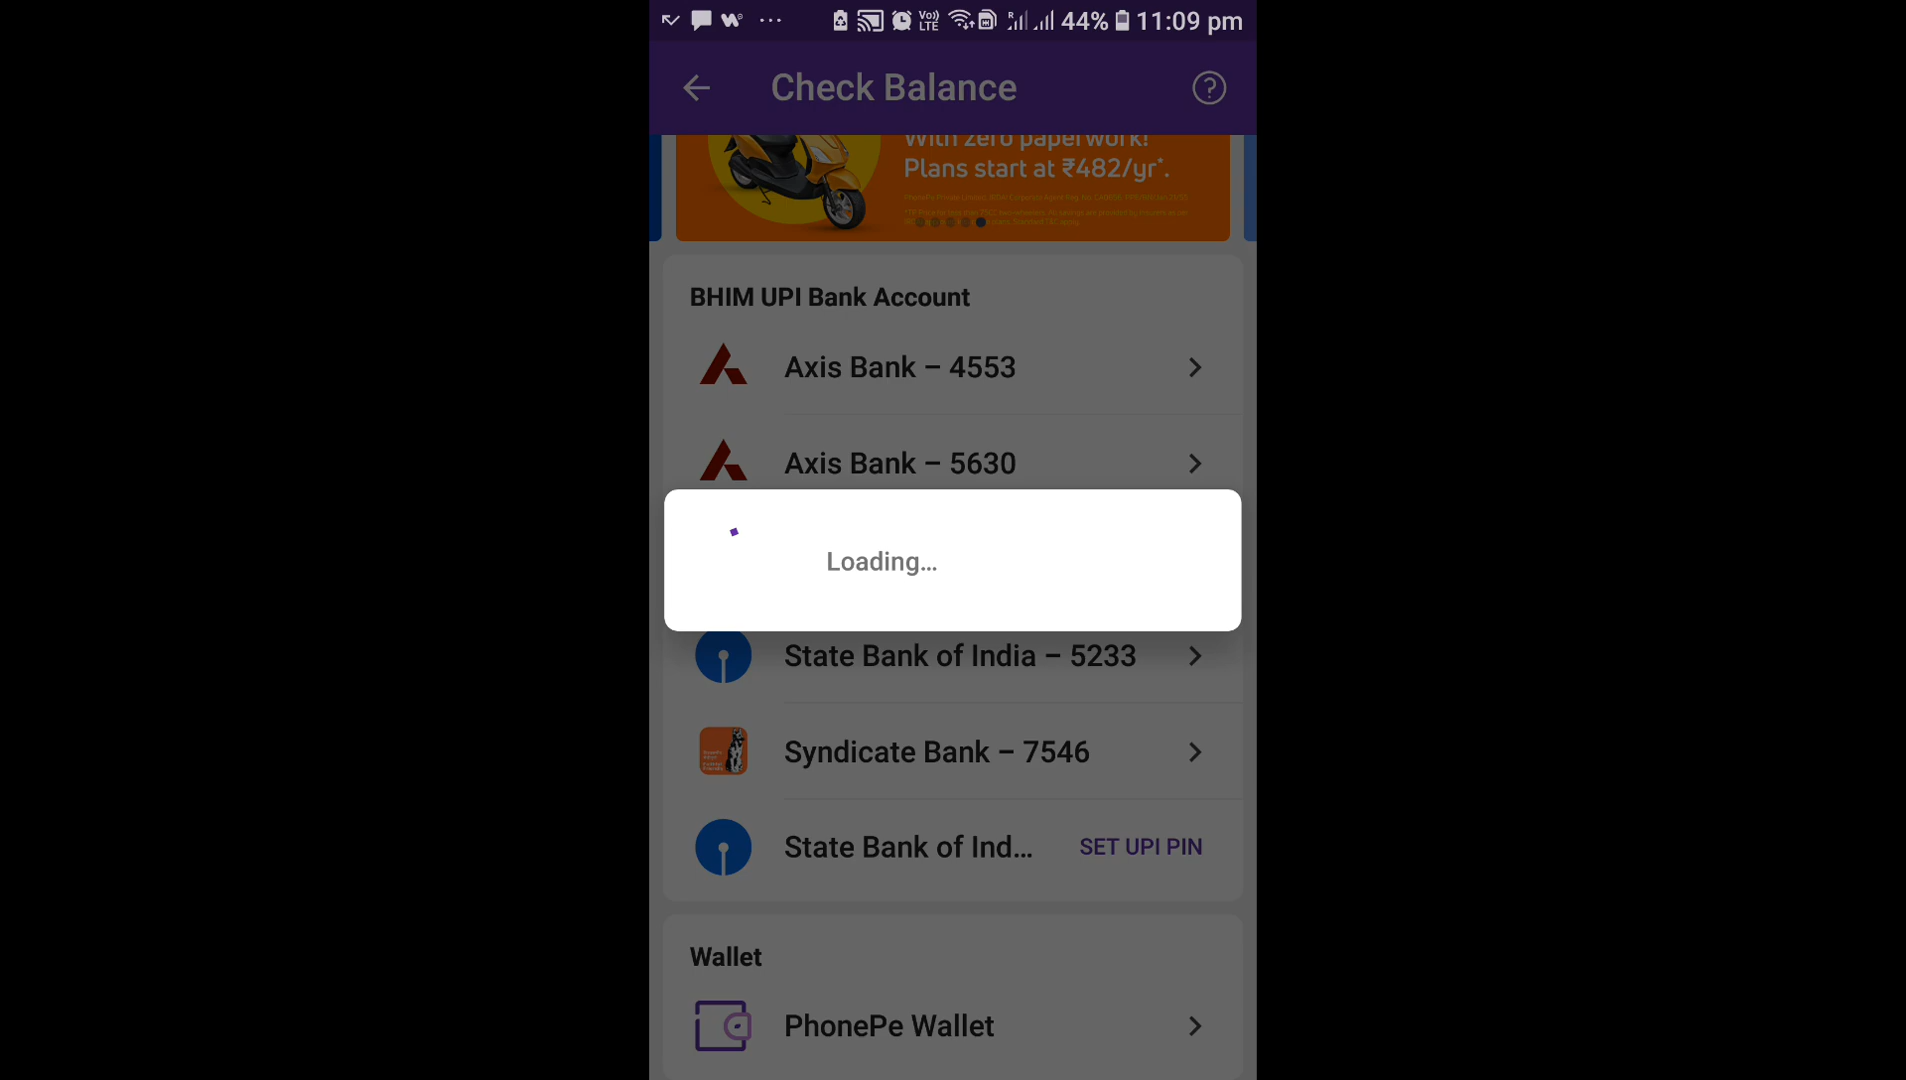 44% 11:09 pm
Check Balance
With zero paperwork!
Plans start at ₹482/yr*.
BHIM UPI Bank Account
Axis Bank – 4553
Axis Bank – 5630
Loading...
State Bank of India – 5233
Syndicate Bank – 7546
State Bank of Ind... SET UPI PIN
Wallet
PhonePe Wallet